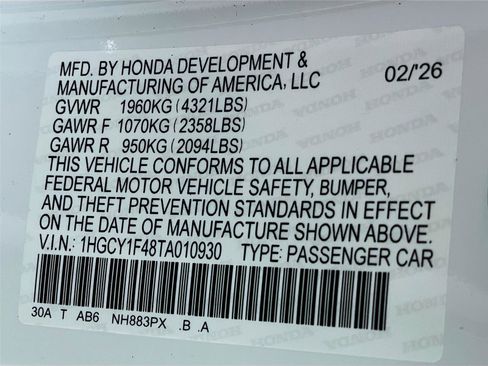 MFD. BY HONDA DEVELOPMENT &
MANUFACTURING OF AMERICA, LLC 02/'26
GVWR 1960KG (4321LBS)
GAWR F 1070KG (2358LBS)
GAWR R 950KG (2094LBS)
THIS VEHICLE CONFORMS TO ALL APPLICABLE
FEDERAL MOTOR VEHICLE SAFETY, BUMPER,
AND THEFT PREVENTION STANDARDS IN EFFECT
ON THE DATE OF MANUFACTURE SHOWN ABOVE.
V.I.N.: 1HGCY1F48TA010930 TYPE: PASSENGER CAR
30A T AB6 NH883PX .B .A